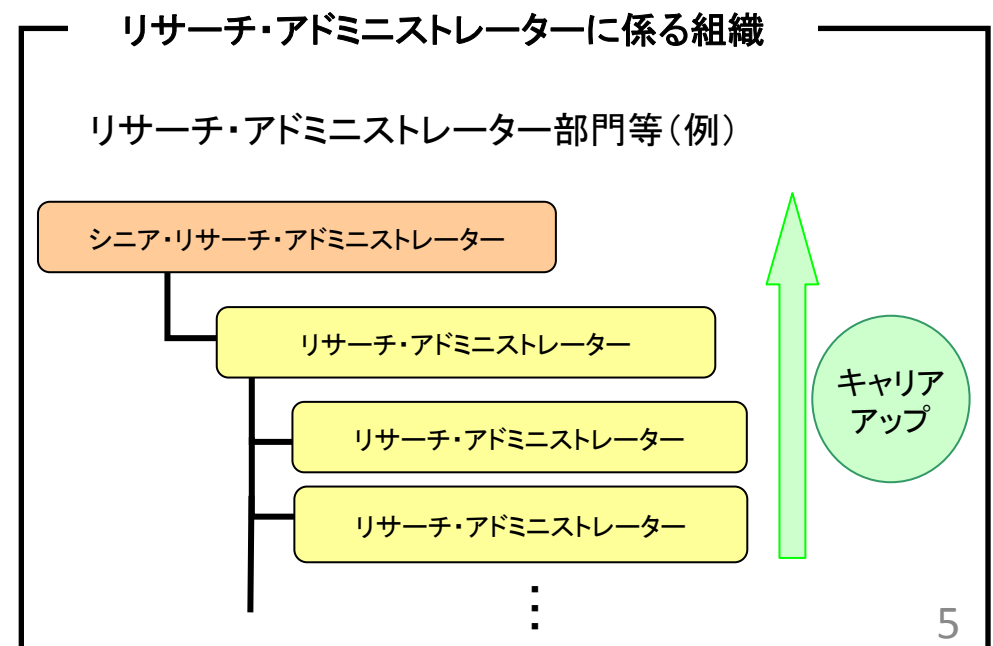 リサーチ・アドミニストレーターに係る組織
リサーチ・アドミニストレーター部門等(例)
シニア・リサーチ・アドミニストレーター
リサーチ・アドミニストレーター
リサーチ・アドミニストレーター
リサーチ・アドミニストレーター
キャリア
アップ
⋮
5